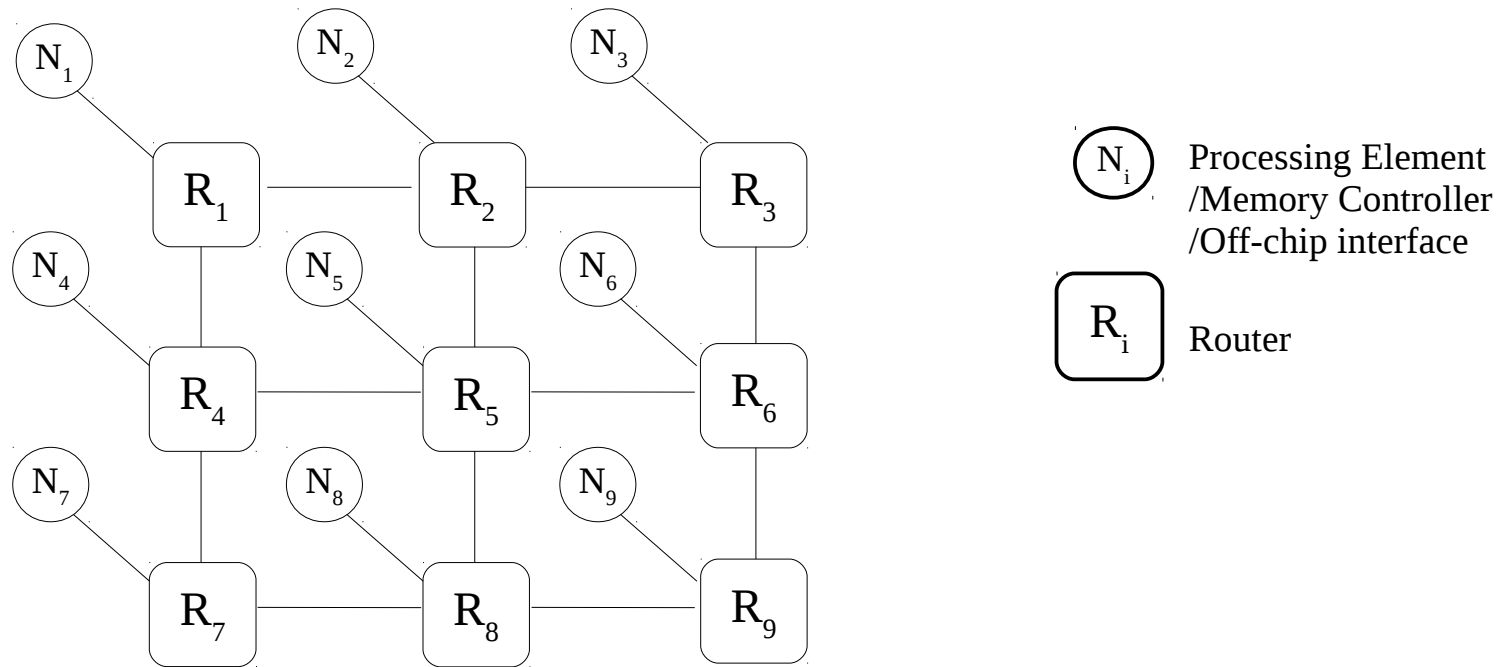 N1
N2
N3
R1
R2
R3
N4
N5
N6
R4
R5
R6
N7
N8
N9
R7
R8
R9
Ni
Processing Element
/Memory Controller
/Off-chip interface
Ri
Router